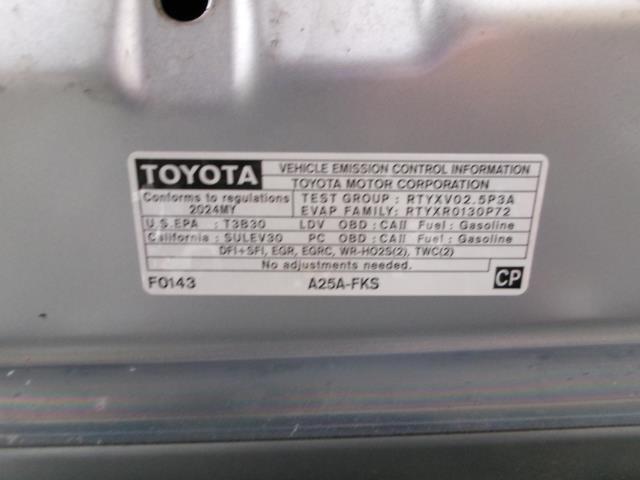 TOYOTA VEHICLE EMISSION CONTROL INFORMATION
TOYOTA MOTOR CORPORATION
Conforms to regulations
2024MY
TEST GROUP : RTYXV02.5P3A
EVAP FAMILY: RTYXR0130P72
U.S.EPA : T3B30 LDV OBD : CAII Fuel : Gasoline
California : SULEV30 PC OBD : CAII Fuel : Gasoline
DFI+SFI, EGR, EGRC, WR-HO2S(2), TWC(2)
No adjustments needed.
F0143 A25A-FKS CP